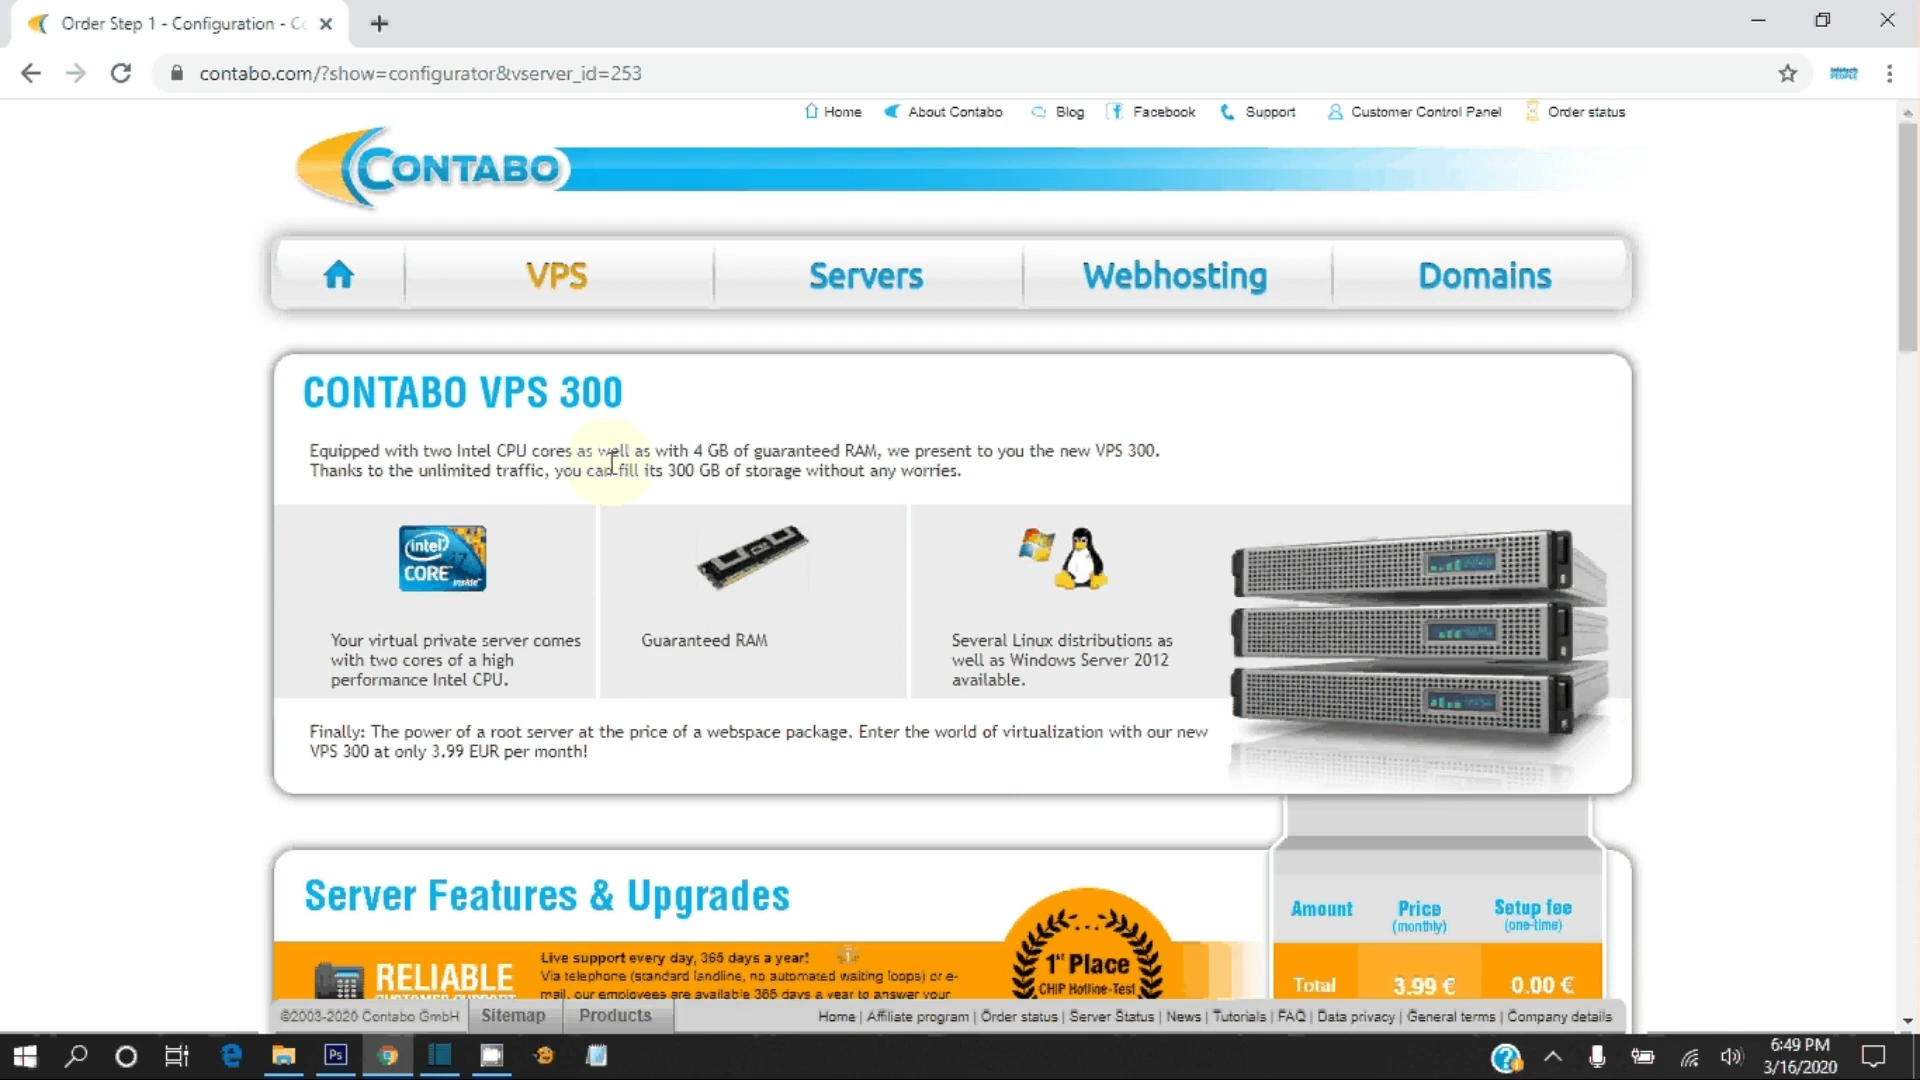 Order Step 1 - Configuration - Co
contabo.com/?show=configurator&vserver_id=253
Home About Contabo Blog Facebook Support Customer Control Panel Order status
CONTABO
VPS Servers Webhosting Domains
CONTABO VPS 300
Equipped with two Intel CPU cores as well as with 4 GB of guaranteed RAM, we present to you the new VPS 300.
Thanks to the unlimited traffic, you can fill its 300 GB of storage without any worries.
intel
CORE i7
inside
Your virtual private server comes
with two cores of a high
performance Intel CPU.
Guaranteed RAM
Several Linux distributions as
well as Windows Server 2012
available.
Finally: The power of a root server at the price of a webspace package. Enter the world of virtualization with our new
VPS 300 at only 3.99 EUR per month!
Server Features & Upgrades
Amount Price Setup fee
(monthly) (one-time)
RELIABLE
Live support every day, 365 days a year!
Via telephone (standard landline, no automated waiting loops) or e-
mail, our employees are available 365 days a year to answer your
1st Place
CHIP Hotline-Test
Total 3.99 € 0.00 €
©2003-2020 Contabo GmbH Sitemap Products
Home | Affiliate program | Order status | Server Status | News | Tutorials | FAQ | Data privacy | General terms | Company details
Ps
6:49 PM
3/16/2020